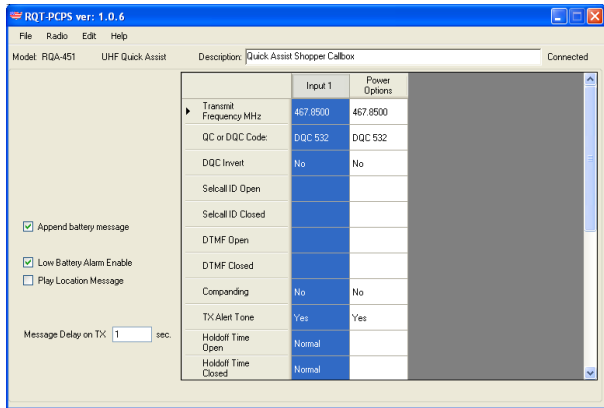 RQT-PCPS ver: 1.0.6
File Radio Edit Help
Model: RQA-451 UHF Quick Assist Description: Quick Assist Shopper Callbox Connected
Input 1 Power Options
Transmit Frequency MHz 467.8500 467.8500
QC or DQC Code: DQC 532 DQC 532
DQC Invert No No
Selcall ID Open
Selcall ID Closed
Append battery message
DTMF Open
Low Battery Alarm Enable
DTMF Closed
Play Location Message
Companding No No
TX Alert Tone Yes Yes
Message Delay on TX 1 sec.
Holdoff Time Open Normal
Holdoff Time Closed Normal